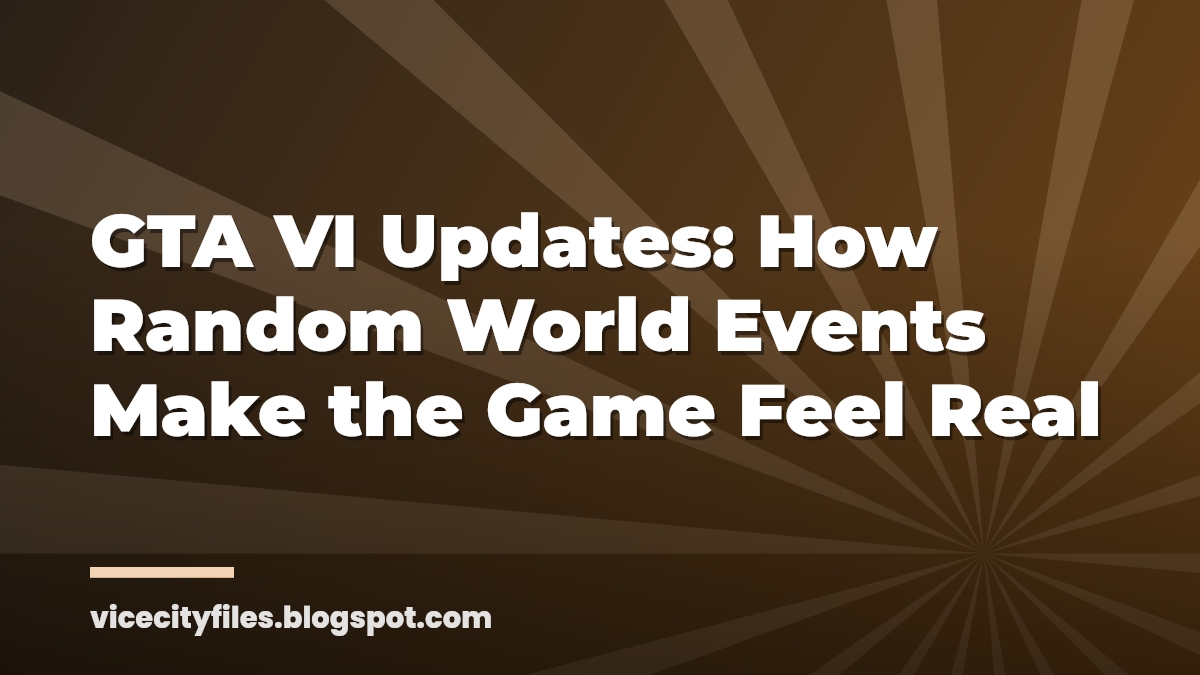 GTA VI Updates: How
Random World Events
Make the Game Feel Real
vicecityfiles.blogspot.com